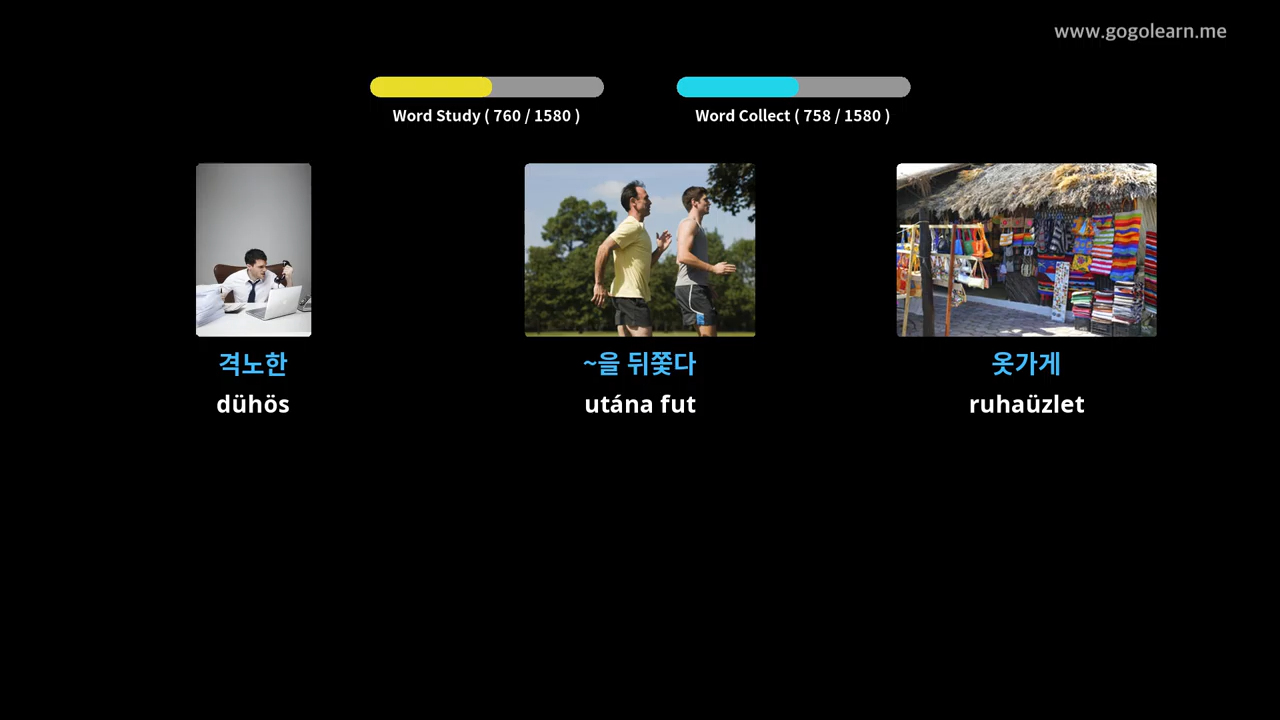 www.gogolearn.me
Word Study ( 760 / 1580 )
Word Collect ( 758 / 1580 )
격노한
~을 뒤쫓다
옷가게
dühös
utána fut
ruhaüzlet